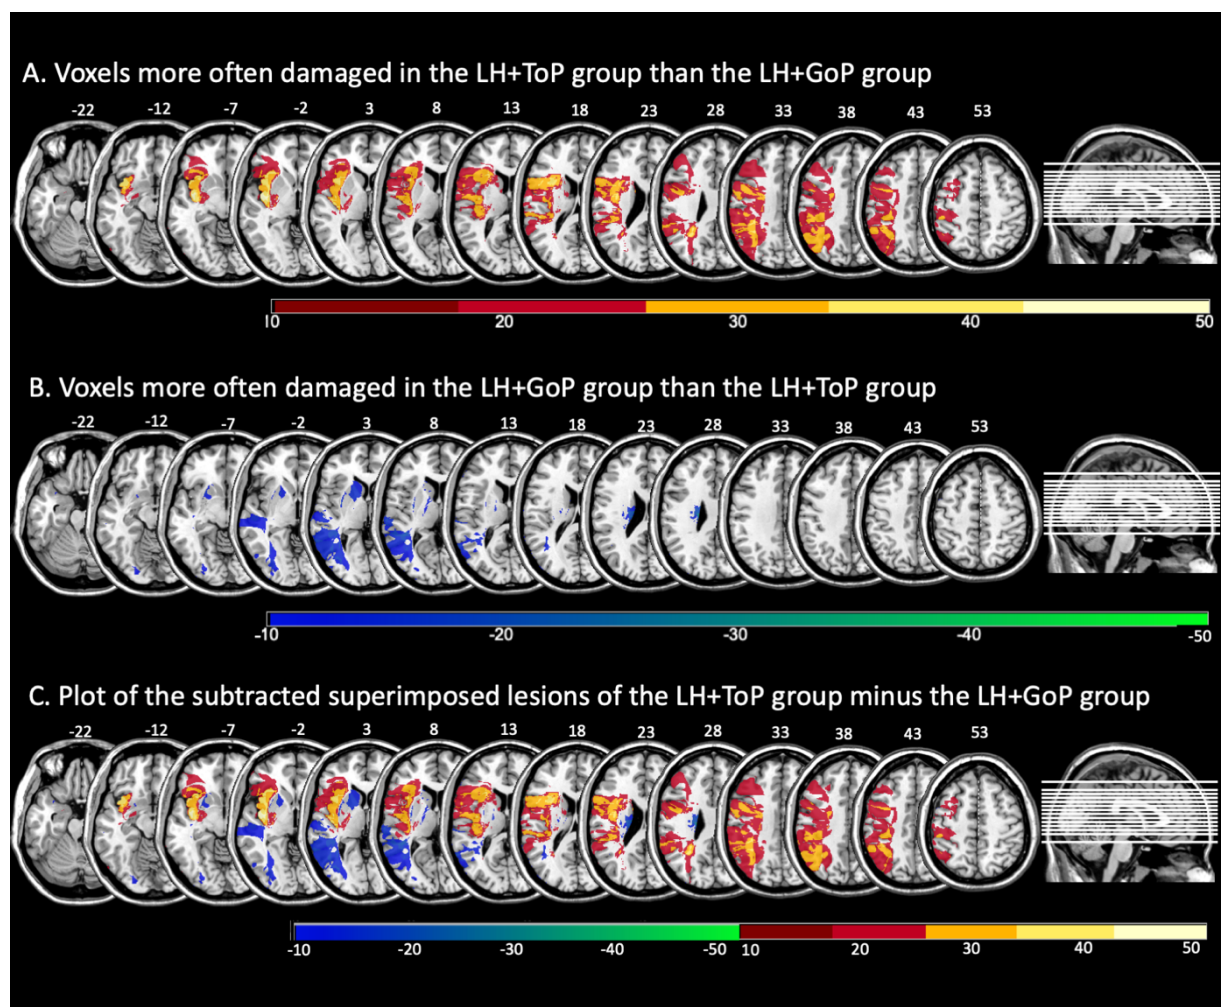 A. Voxels more often damaged in the LH+ToP group than the LH+GoP group
-22 -12 -7 -2 3 8 13 18 23 28 33 38 43 53
10 20 30 40 50
B. Voxels more often damaged in the LH+GoP group than the LH+ToP group
-22 -12 -7 -2 3 8 13 18 23 28 33 38 43 53
-10 -20 -30 -40 -50
C. Plot of the subtracted superimposed lesions of the LH+ToP group minus the LH+GoP group
-22 -12 -7 -2 3 8 13 18 23 28 33 38 43 53
-10 -20 -30 -40 -50 10 20 30 40 50